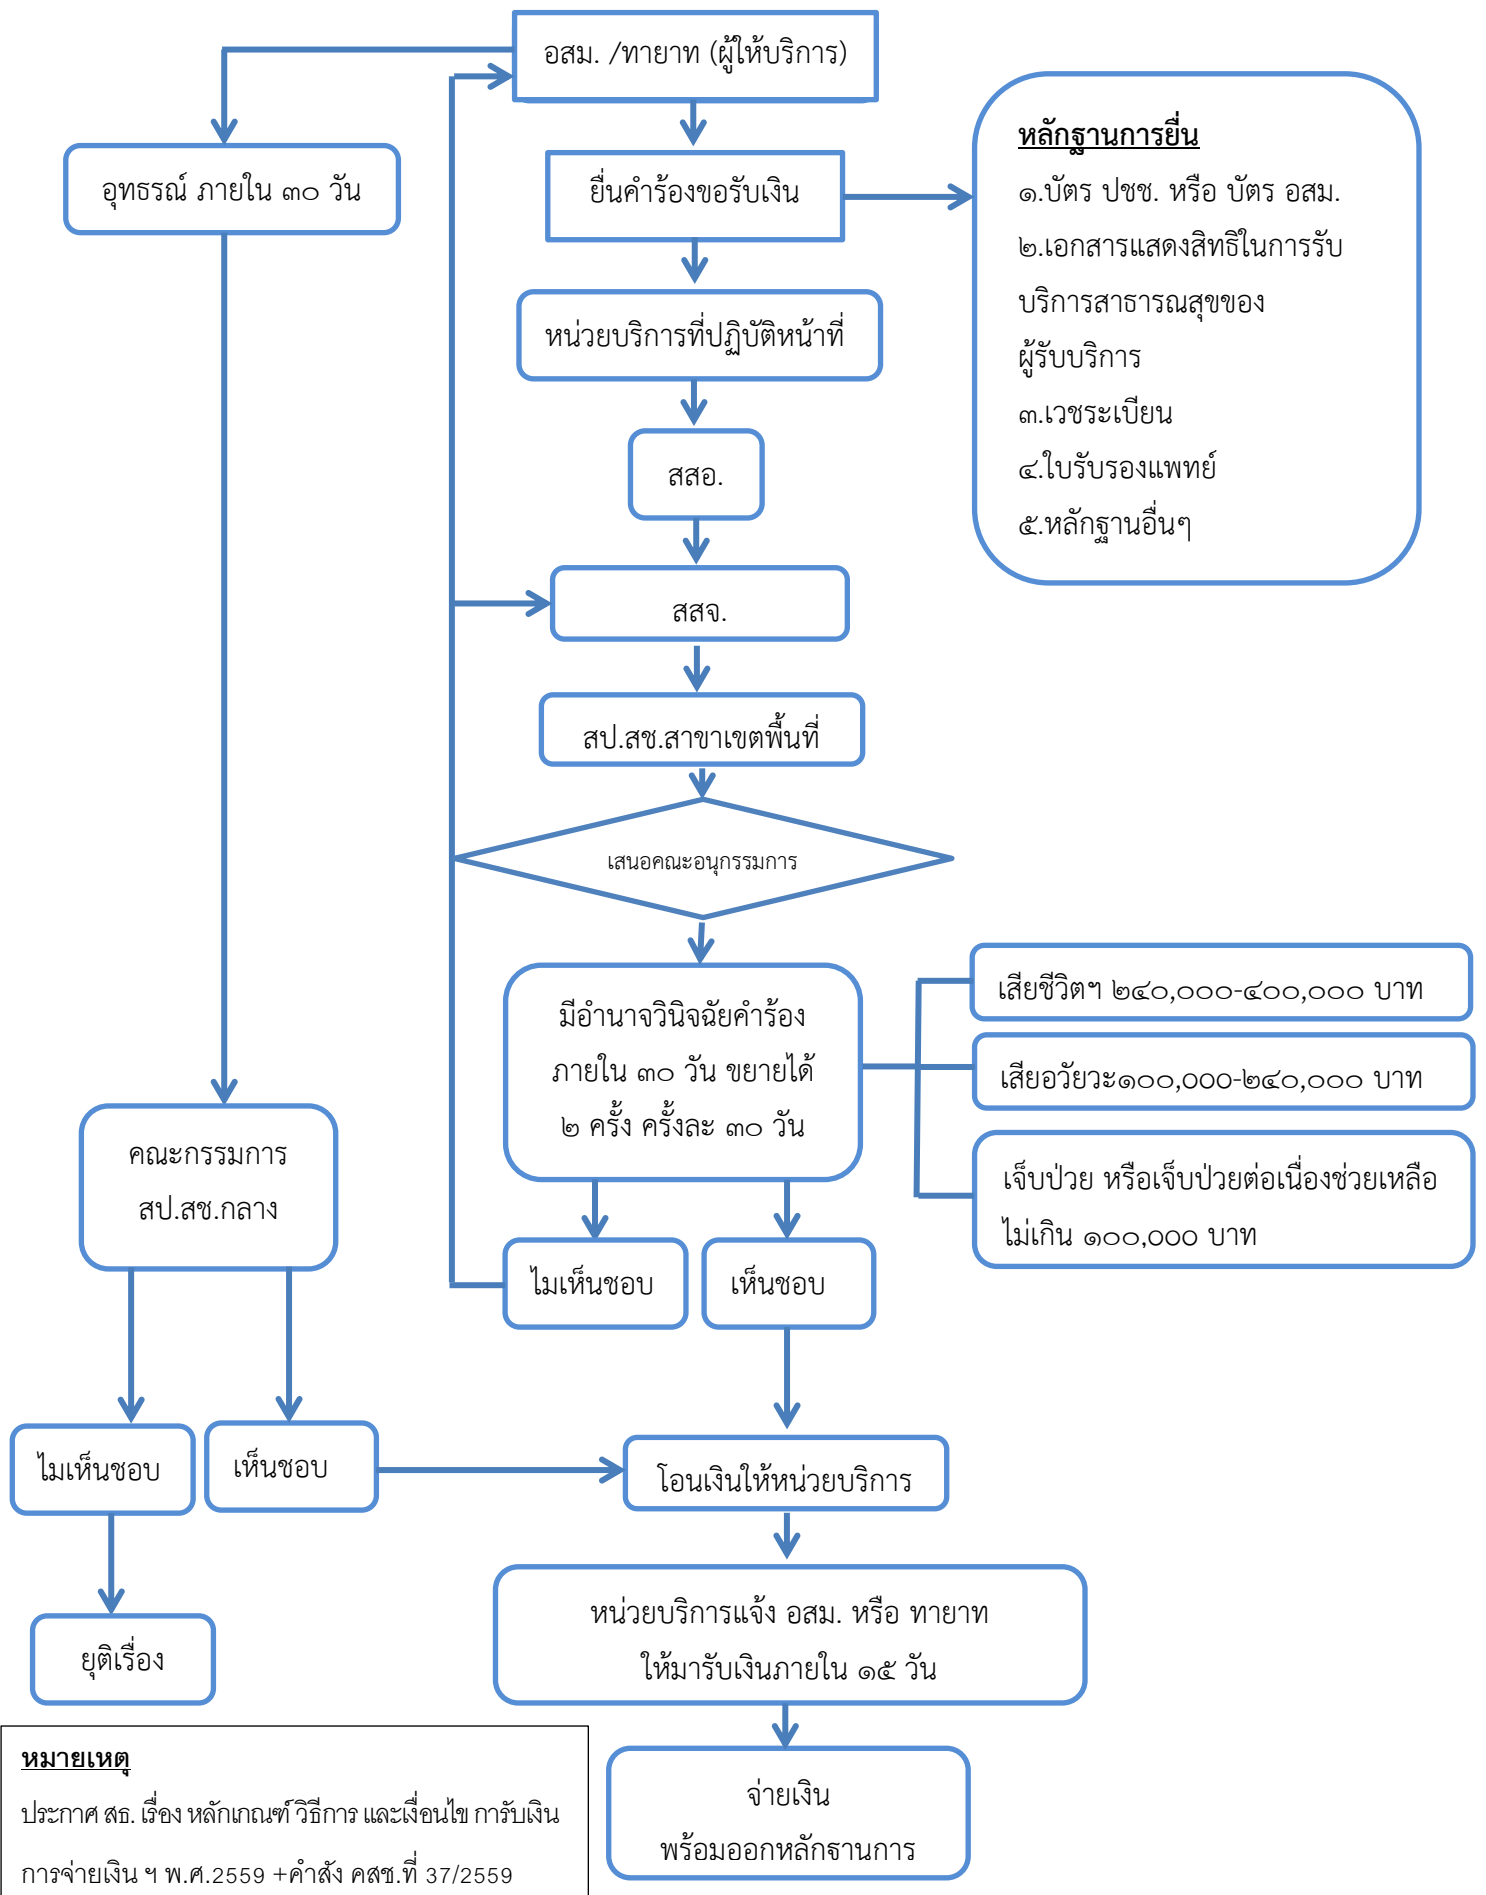 อสม. /ทายาท (ผู้ให้บริการ)
อุทธรณ์ ภายใน ๓๐ วัน
ยื่นคำร้องขอรับเงิน
หลักฐานการยื่น
๑.บัตร ปชช. หรือ บัตร อสม.
๒.เอกสารแสดงสิทธิในการรับ
บริการสาธารณสุขของ
ผู้รับบริการ
๓.เวชระเบียน
๔.ใบรับรองแพทย์
๕.หลักฐานอื่นๆ
หน่วยบริการที่ปฏิบัติหน้าที่
สสอ.
สสจ.
สป.สช.สาขาเขตพื้นที่
เสนอคณะอนุกรรมการ
มีอำนาจวินิจฉัยคำร้อง
ภายใน ๓๐ วัน ขยายได้
๒ ครั้ง ครั้งละ ๓๐ วัน
เสียชีวิตฯ ๒๔๐,๐๐๐-๔๐๐,๐๐๐ บาท
เสียอวัยวะ๑๐๐,๐๐๐-๒๔๐,๐๐๐ บาท
เจ็บป่วย หรือเจ็บป่วยต่อเนื่องช่วยเหลือ
ไม่เกิน ๑๐๐,๐๐๐ บาท
คณะกรรมการ
สป.สช.กลาง
ไมเห็นชอบ
เห็นชอบ
ไมเห็นชอบ
เห็นชอบ
โอนเงินให้หน่วยบริการ
หน่วยบริการแจ้ง อสม. หรือ ทายาท
ให้มารับเงินภายใน ๑๕ วัน
ยุติเรื่อง
จ่ายเงิน
พร้อมออกหลักฐานการ
หมายเหตุ
ประกาศ สธ. เรื่อง หลักเกณฑ์ วิธีการ และเงื่อนไข การับเงิน
การจ่ายเงิน ฯ พ.ศ.2559 +คำสัง คสช.ที่ 37/2559